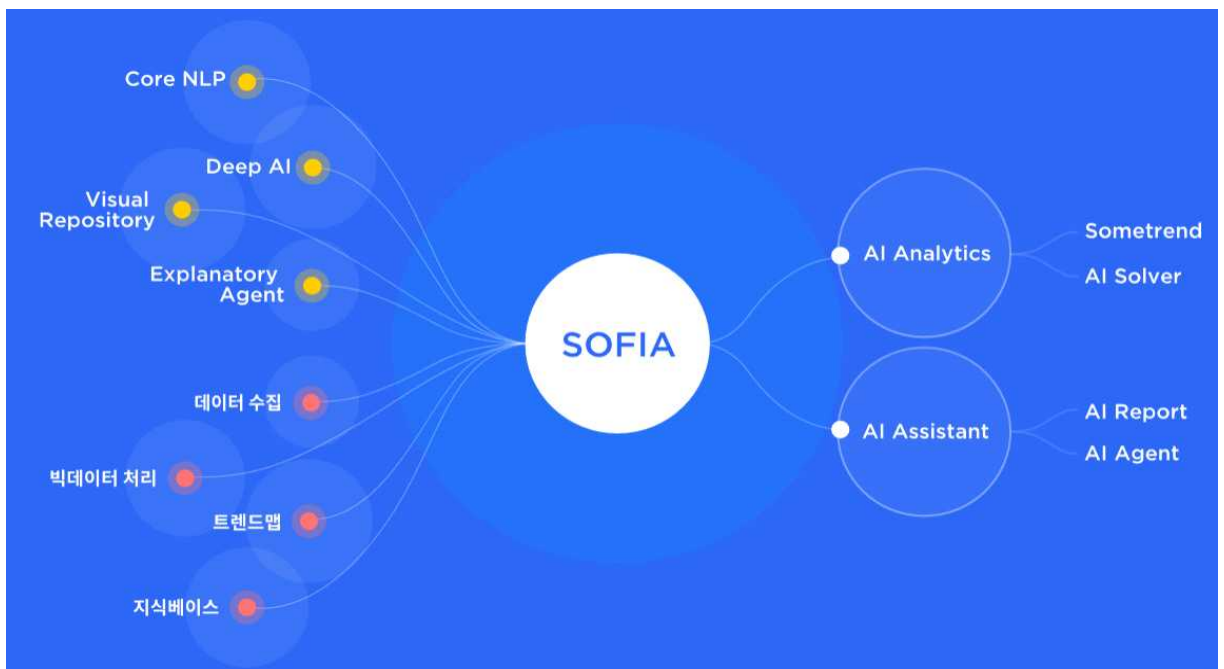 Core NLP
Deep AI
Visual
Repository
Explanatory
Agent
데이터 수집
빅데이터 처리
트렌드맵
지식베이스
SOFIA
AI Analytics
Sometrend
AI Solver
AI Assistant
AI Report
AI Agent